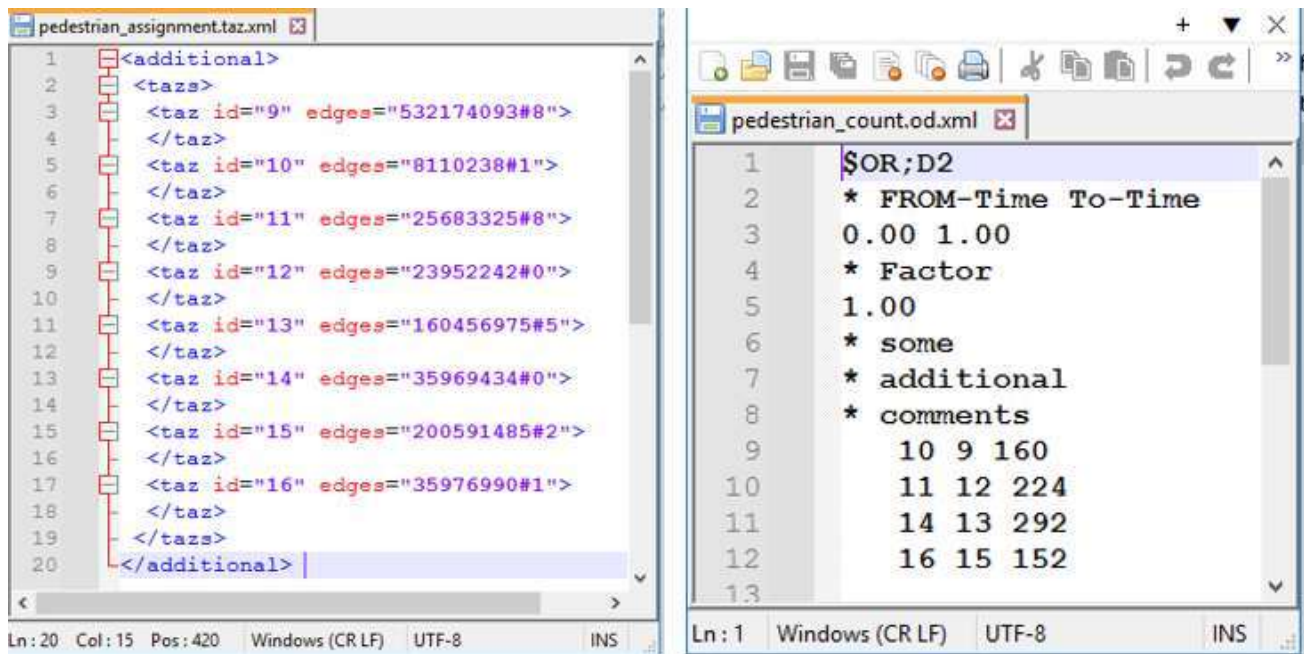 pedestrian_assignment.taz.xml
1 <additional>
2 <tazs>
3 <taz id="9" edges="532174093#8">
4 </taz>
5 <taz id="10" edges="8110238#1">
6 </taz>
7 <taz id="11" edges="25683325#8">
8 </taz>
9 <taz id="12" edges="23952242#0">
10 </taz>
11 <taz id="13" edges="160456975#5">
12 </taz>
13 <taz id="14" edges="35969434#0">
14 </taz>
15 <taz id="15" edges="200591485#2">
16 </taz>
17 <taz id="16" edges="35976990#1">
18 </taz>
19 </tazs>
20 </additional>
Ln:20 Col:15 Pos:420 Windows (CR LF) UTF-8 INS
pedestrian_count.od.xml
1 $OR;D2
2 * FROM-Time To-Time
3 0.00 1.00
4 * Factor
5 1.00
6 * some
7 * additional
8 * comments
9 10 9 160
10 11 12 224
11 14 13 292
12 16 15 152
13
Ln:1 Windows (CR LF) UTF-8 INS